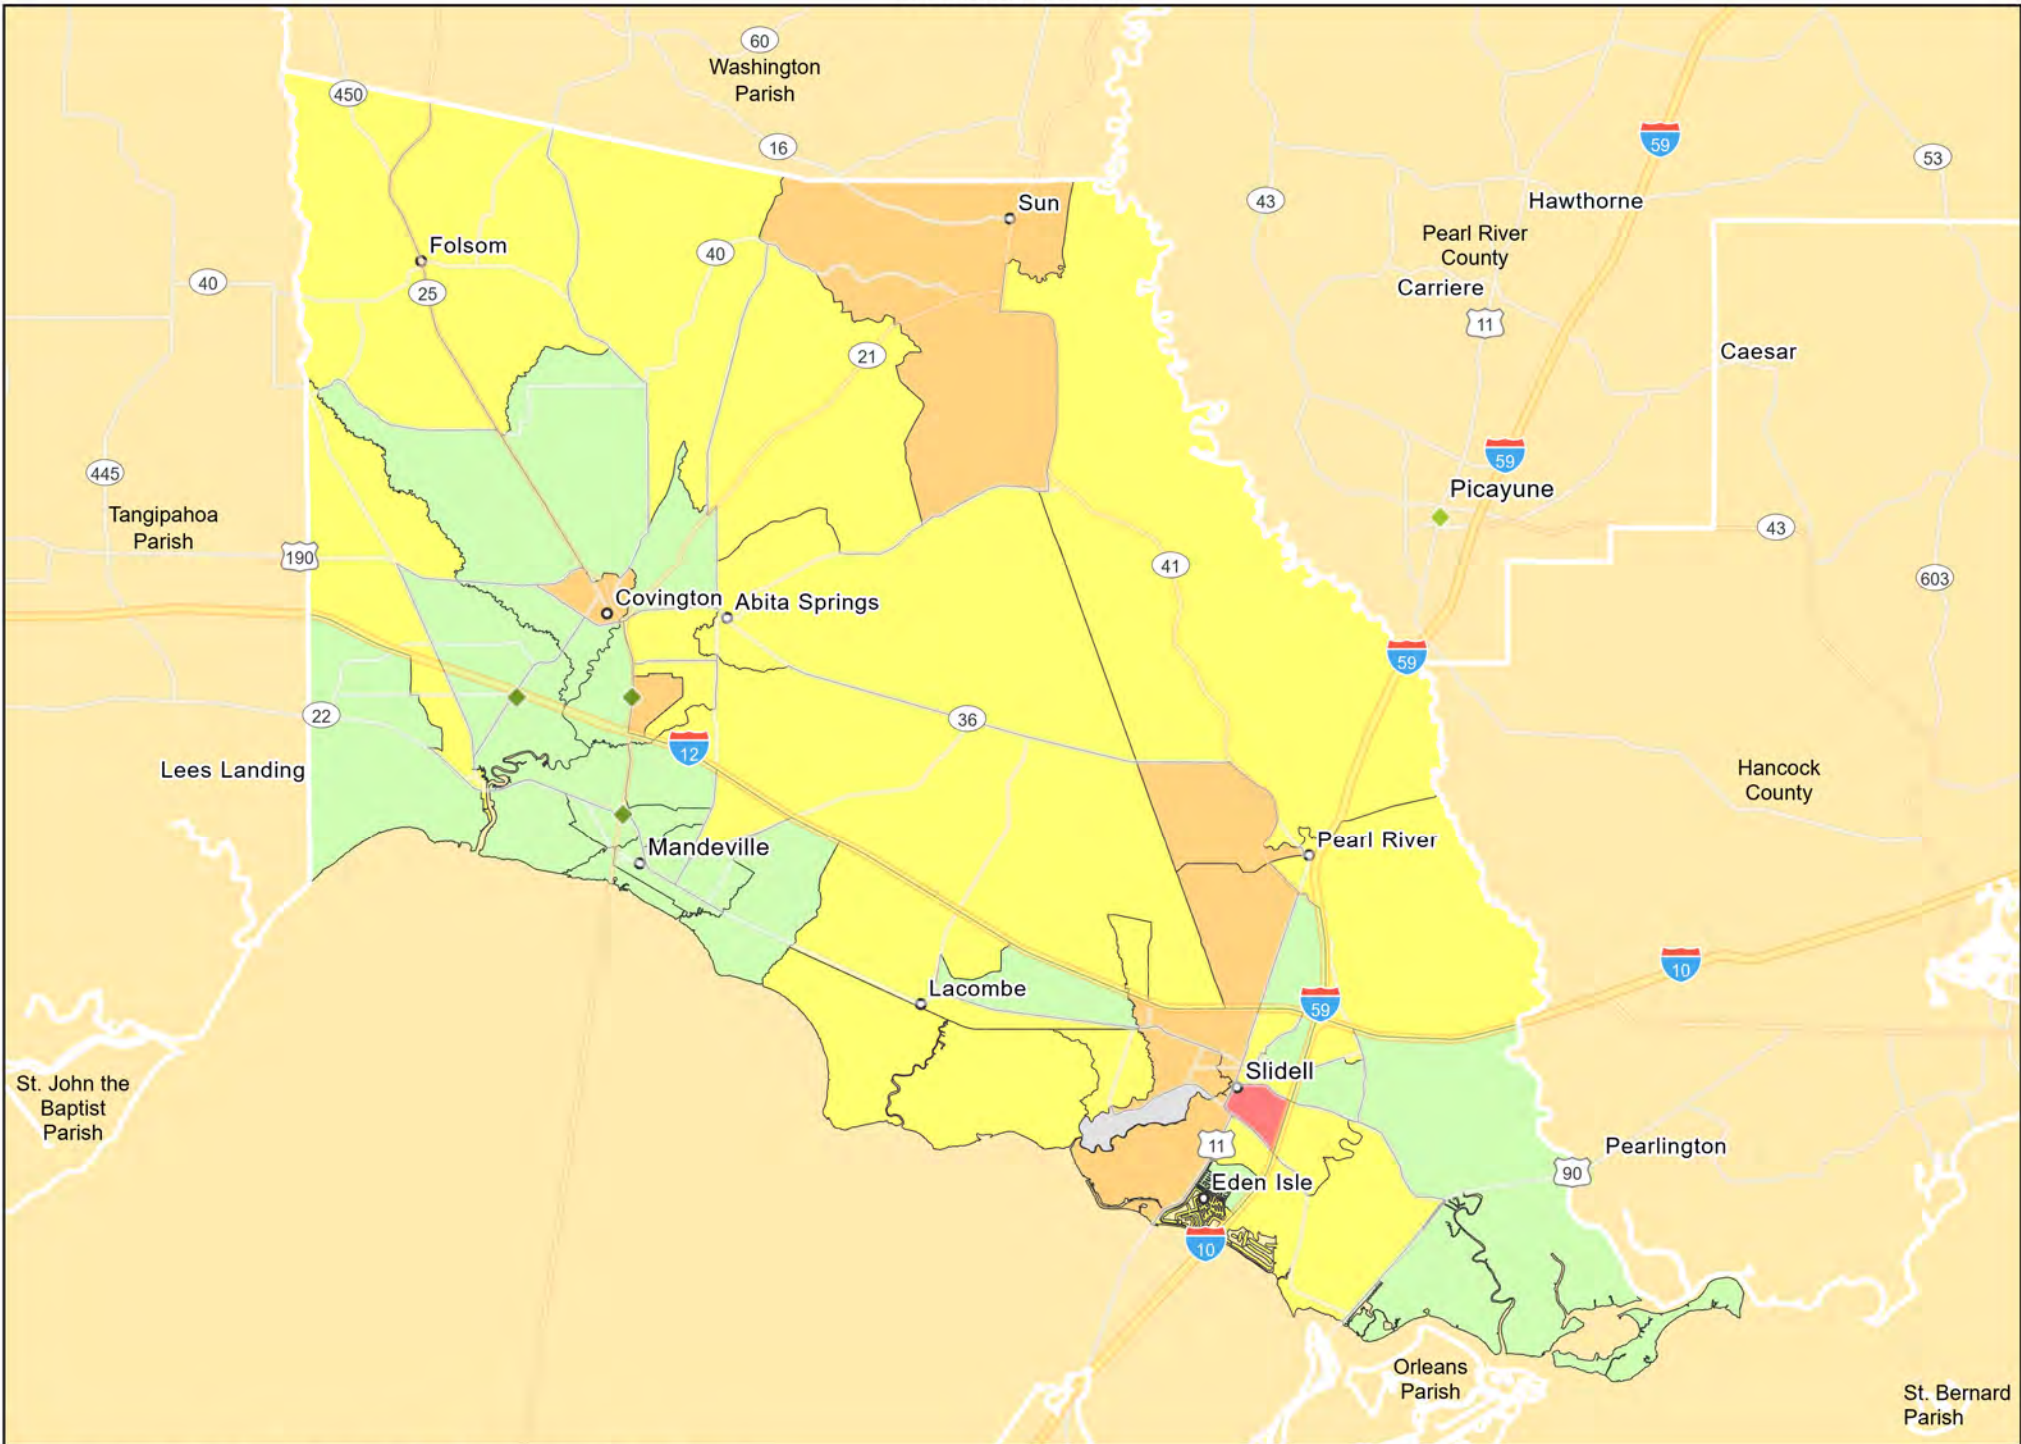 60
Washington
Parish
450
16
59
53
43
Sun
Hawthorne
Pearl River
County
Folsom
40
40
25
Carriere
11
21
Caesar
59
445
Picayune
Tangipahoa
Parish
43
190
41
603
Covington
Abita Springs
59
22
36
12
Lees Landing
Hancock
County
Mandeville
Pearl River
10
Lacombe
59
Slidell
St. John the
Baptist
Parish
11
Pearlington
90
Eden Isle
10
Orleans
Parish
St. Bernard
Parish